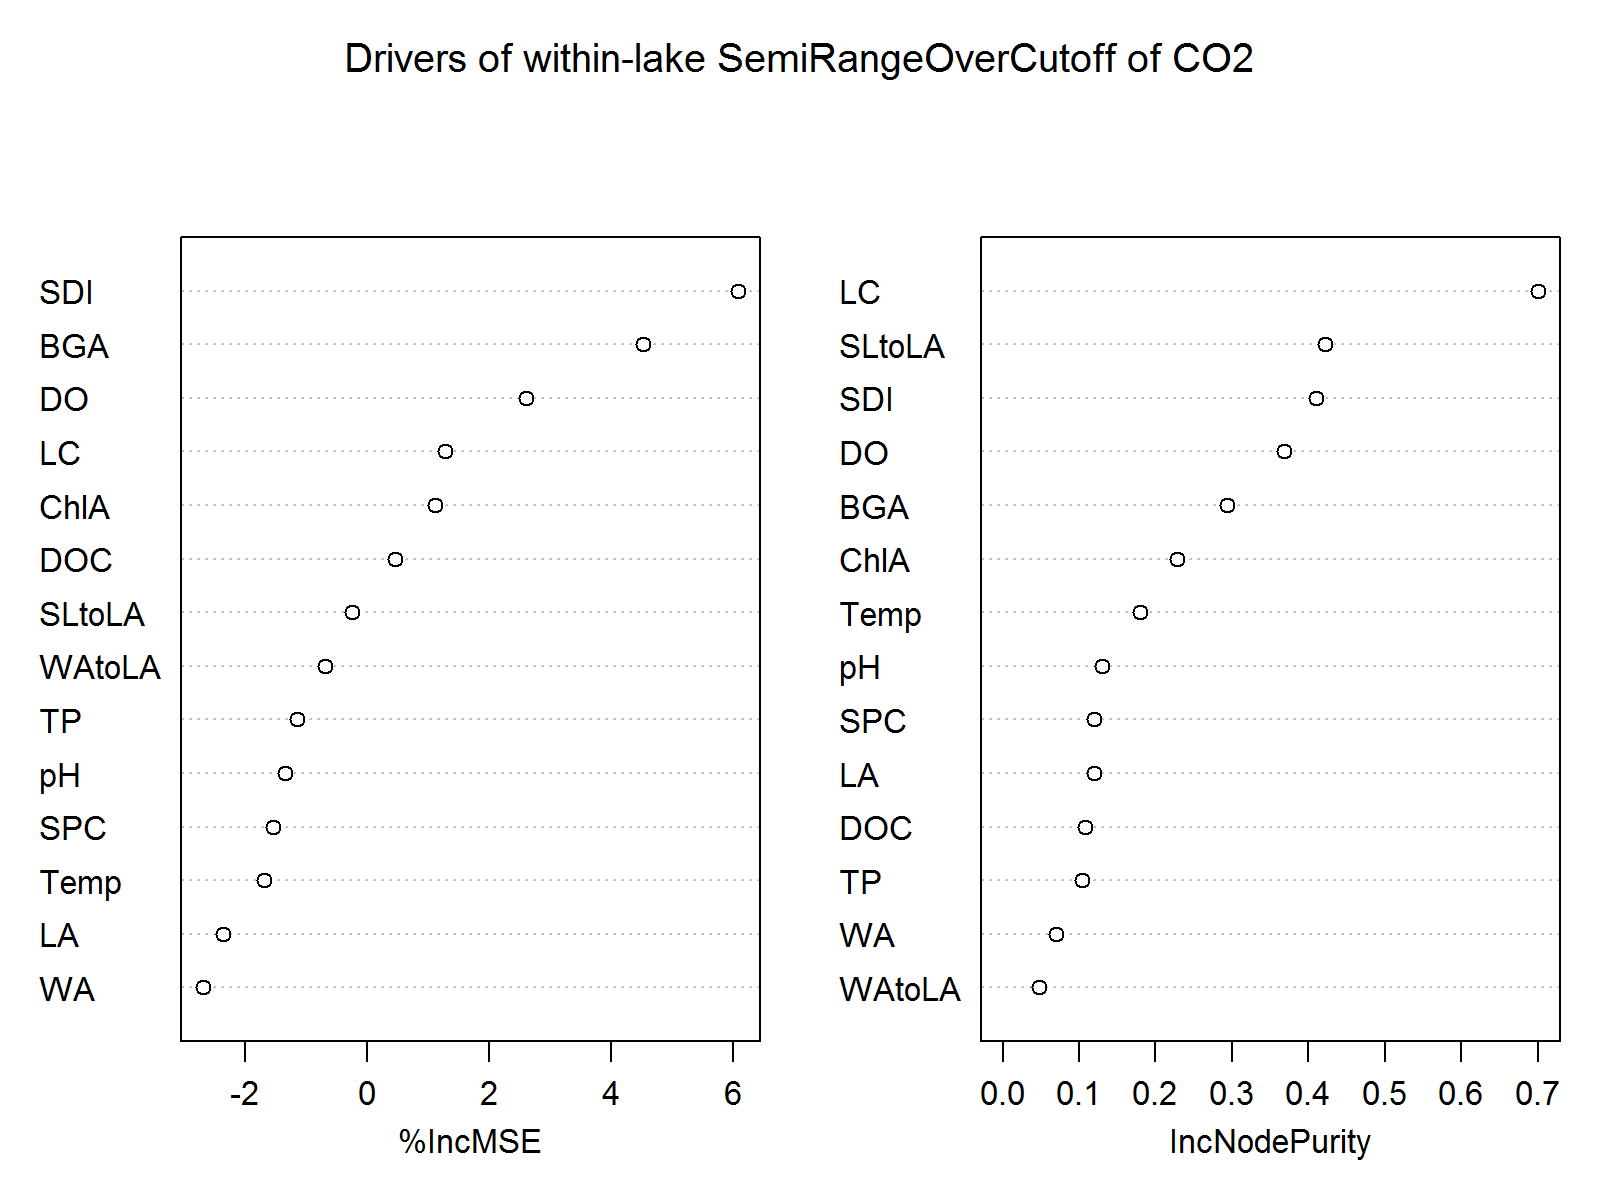 Drivers of within-lake SemiRangeOverCutoff of CO2
SDI
BGA
DO
LC
ChlA
DOC
SLtoLA
WAtoLA
TP
pH
SPC
Temp
LA
WA
-2 0 2 4 6
%IncMSE
LC
SLtoLA
SDI
DO
BGA
ChlA
Temp
pH
SPC
LA
DOC
TP
WA
WAtoLA
0.0 0.1 0.2 0.3 0.4 0.5 0.6 0.7
IncNodePurity